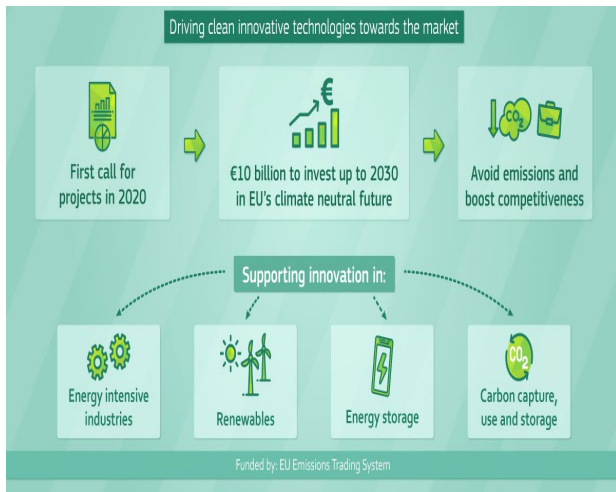 Driving clean innovative technologies towards the market
€
CO2
First call for
projects in 2020
€10 billion to invest up to 2030
in EU's climate neutral future
Avoid emissions and
boost competitiveness
Supporting innovation in:
CO2
Energy intensive
industries
Renewables
Energy storage
Carbon capture,
use and storage
Funded by: EU Emissions Trading System